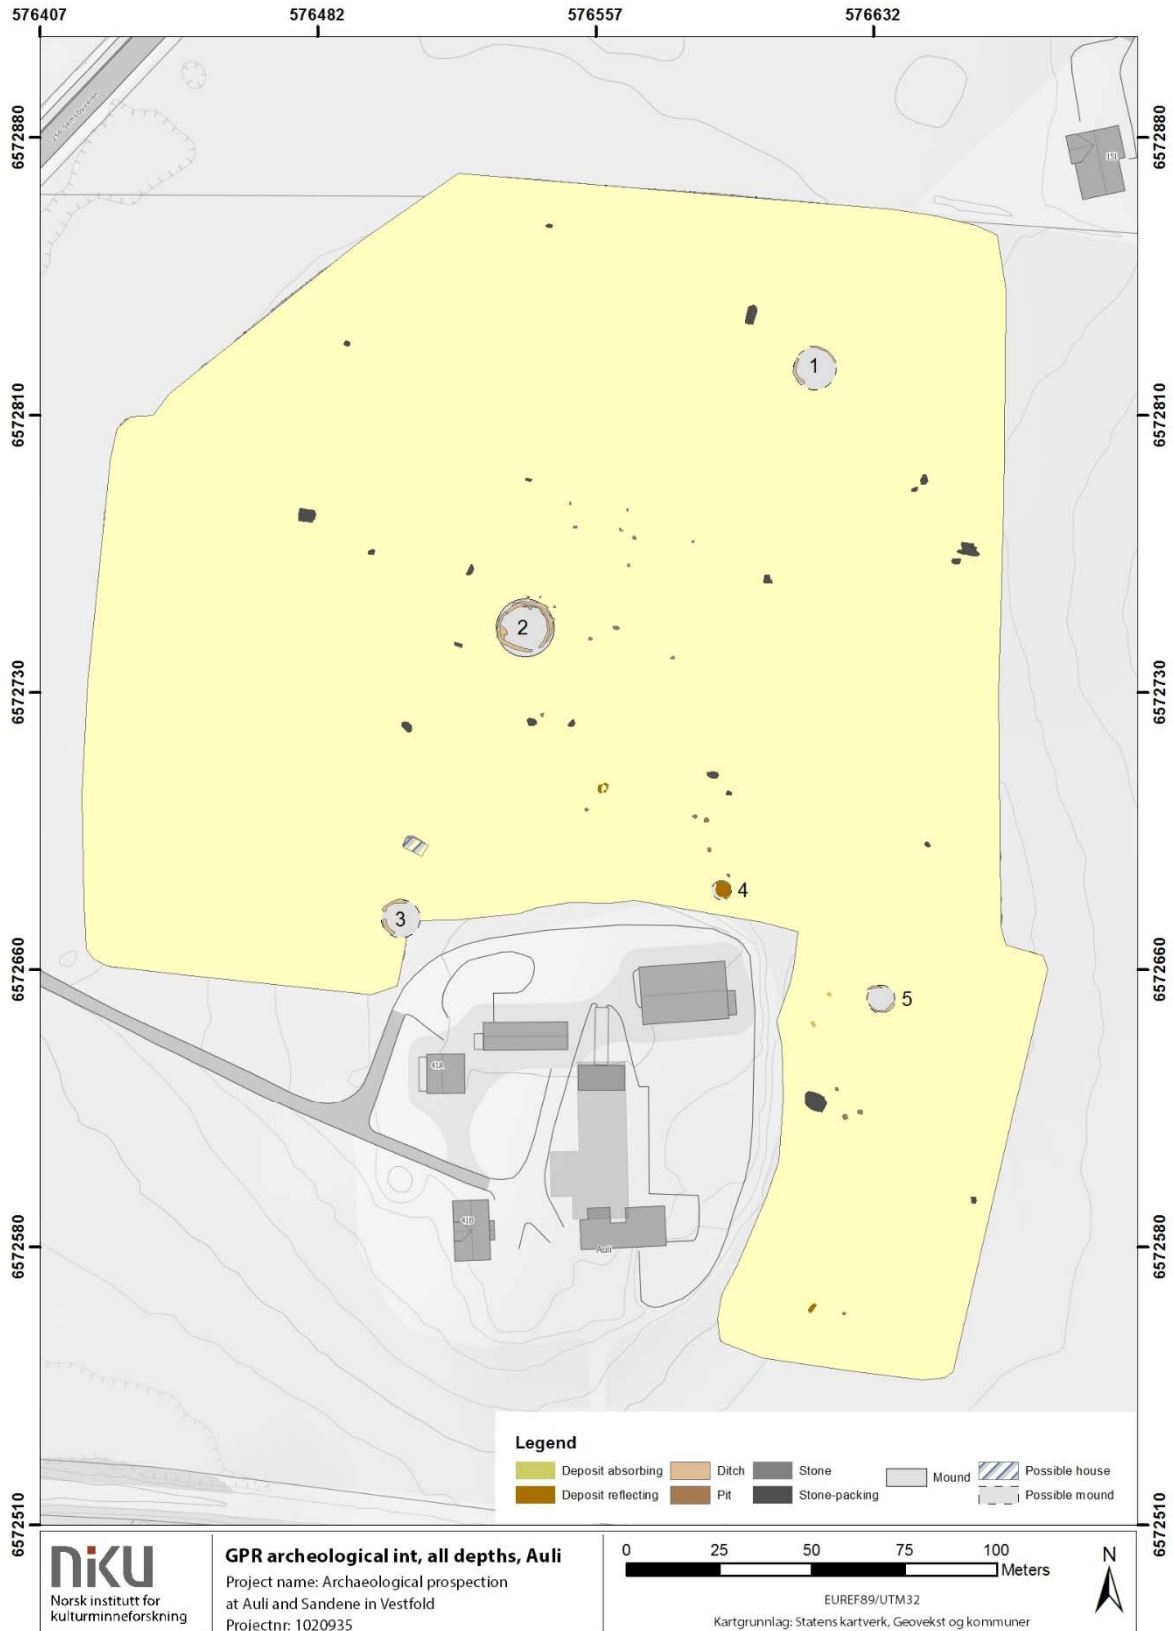 576407 576482 576557 576632
6572880 6572880
6572810 6572810
6572730 6572730
6572660 6572660
6572580 6572580
6572510 6572510
151
1
2
3
4
5
41A
41B
Auli
Legend
Deposit absorbing Ditch Stone Mound Possible house
Deposit reflecting Pit Stone-packing Possible mound
NIKU
Norsk institutt for
kulturminneforskning
GPR archeological int, all depths, Auli
Project name: Archaeological prospection
at Auli and Sandene in Vestfold
Projectnr: 1020935
0 25 50 75 100
Meters
EUREF89/UTM32
Kartgrunnlag: Statens kartverk, Geovekst og kommuner
N